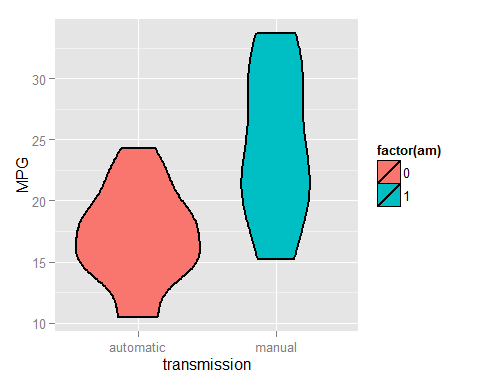 MPG
30
25
20
15
10
automatic
manual
transmission
factor(am)
0
1